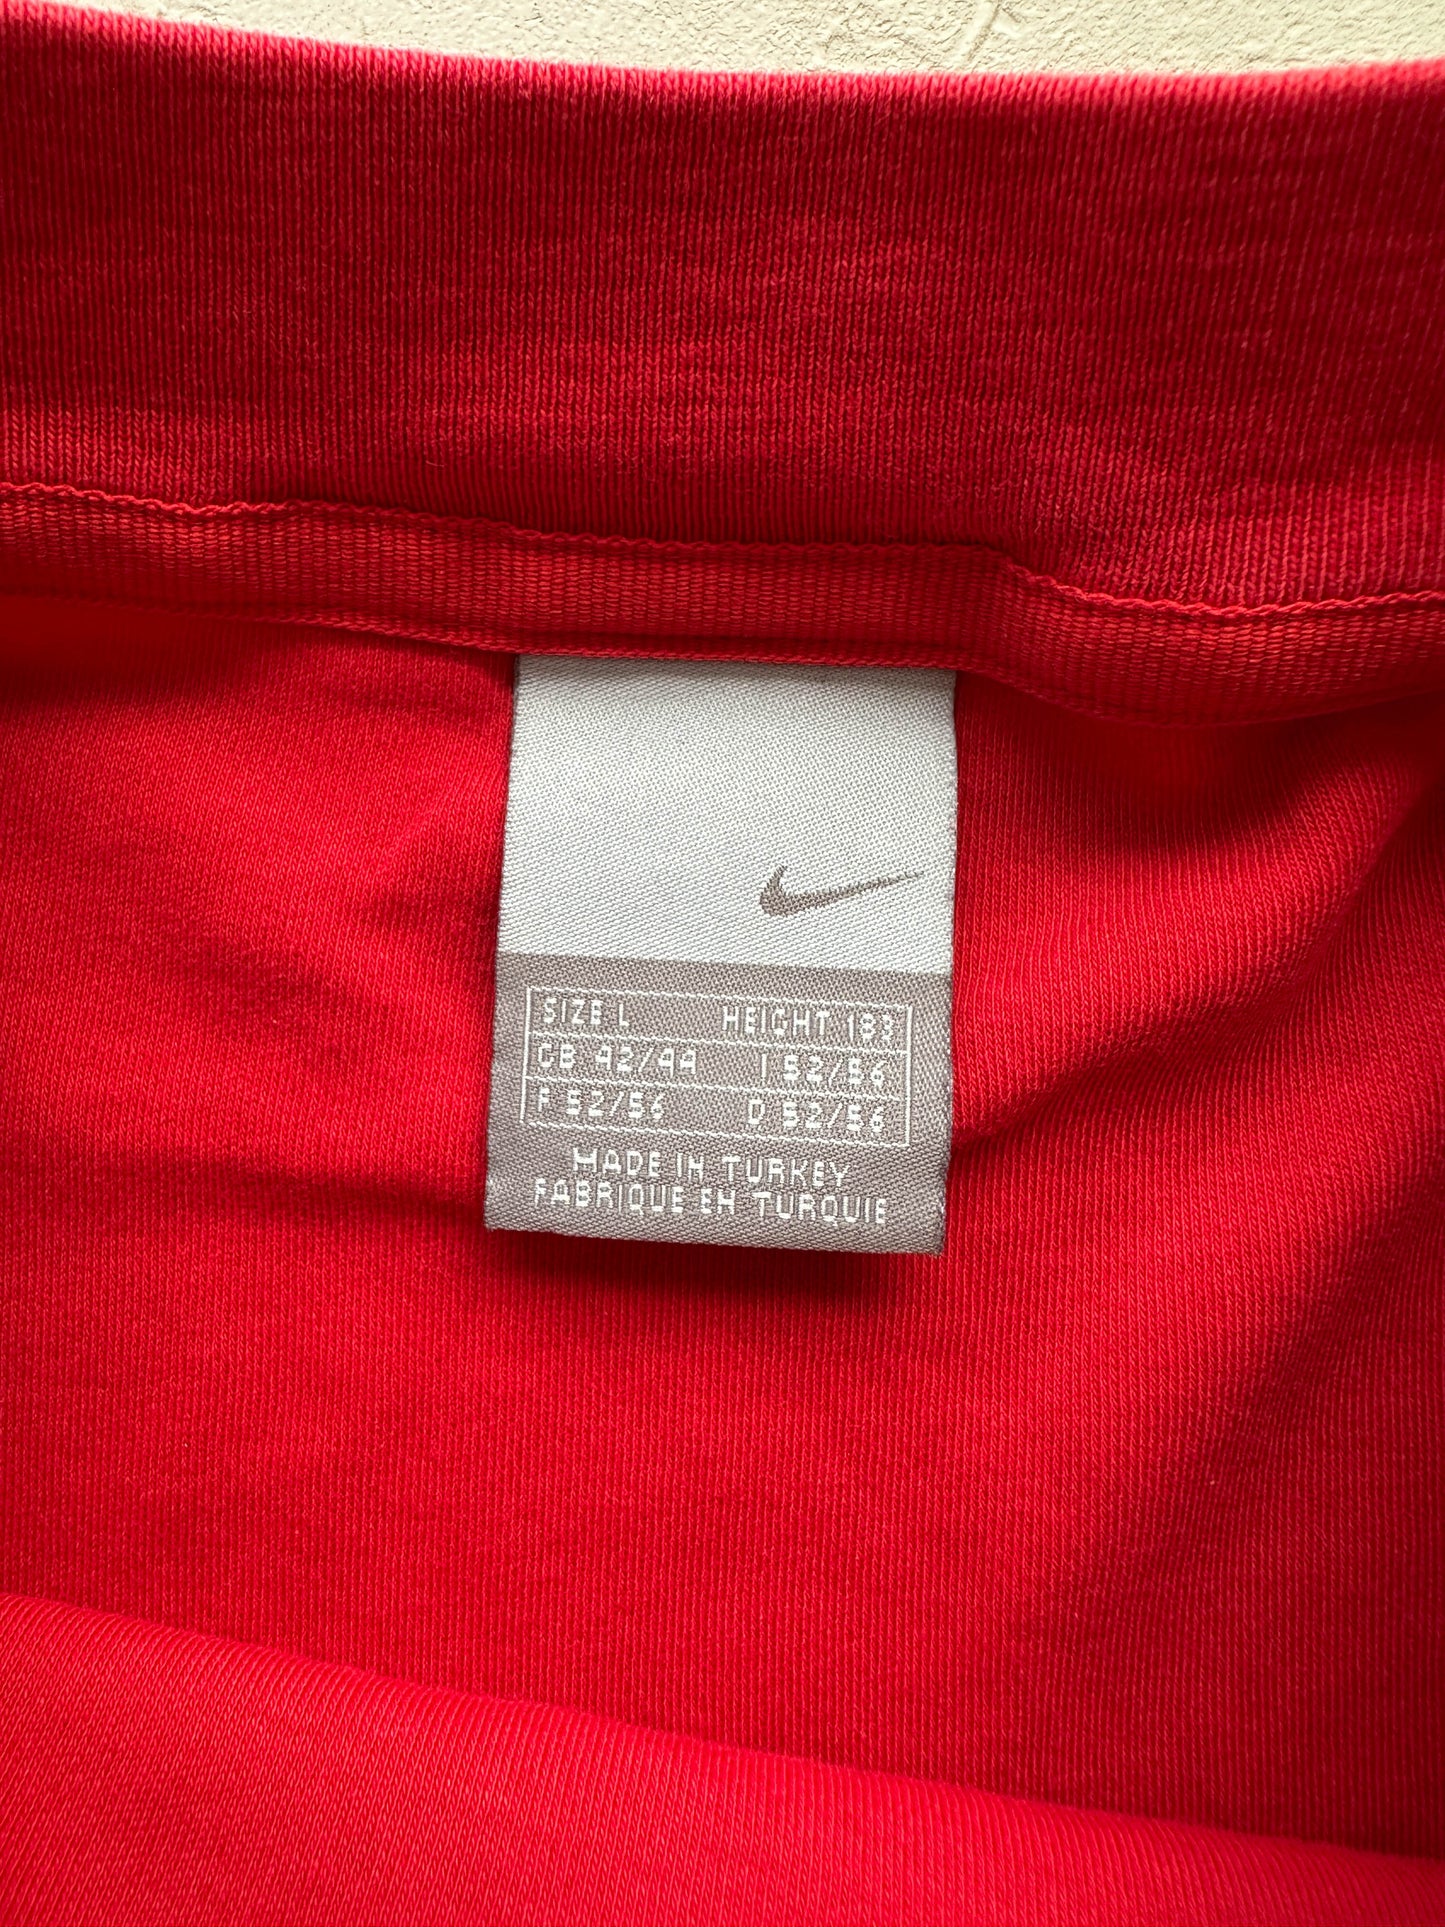 SIZE L HEIGHT 183
GB 42/44 I 52/56
F 52/56 D 52/56
MADE IN TURKEY
FABRIQUE EN TURQUIE